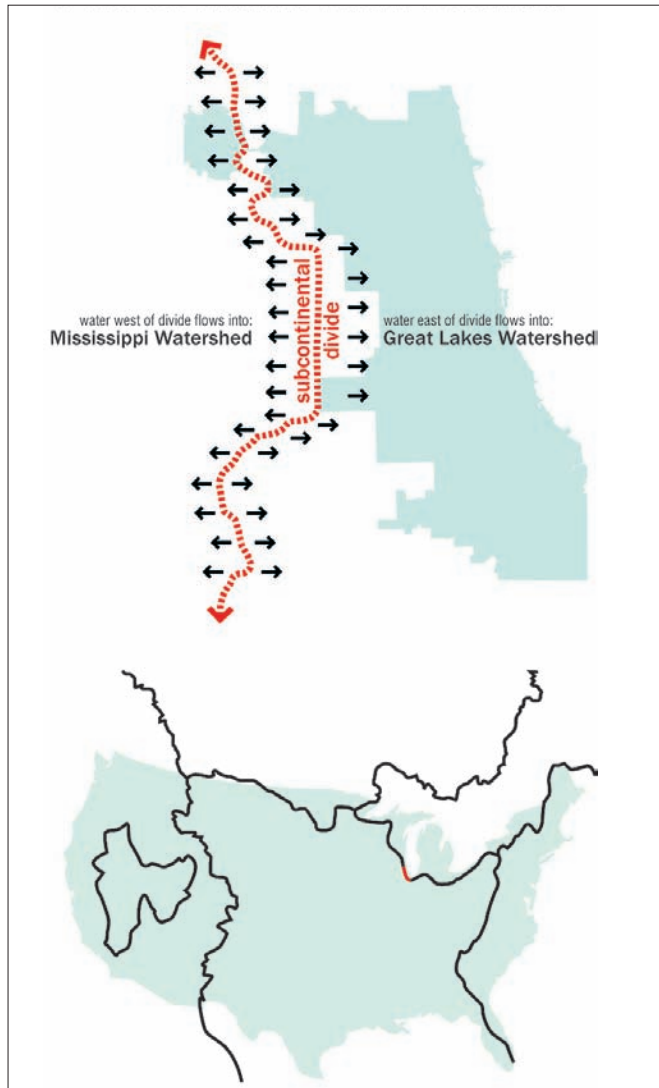 water west of divide flows into:
Mississippi Watershed
subcontinental
divide
water east of divide flows into:
Great Lakes Watershed